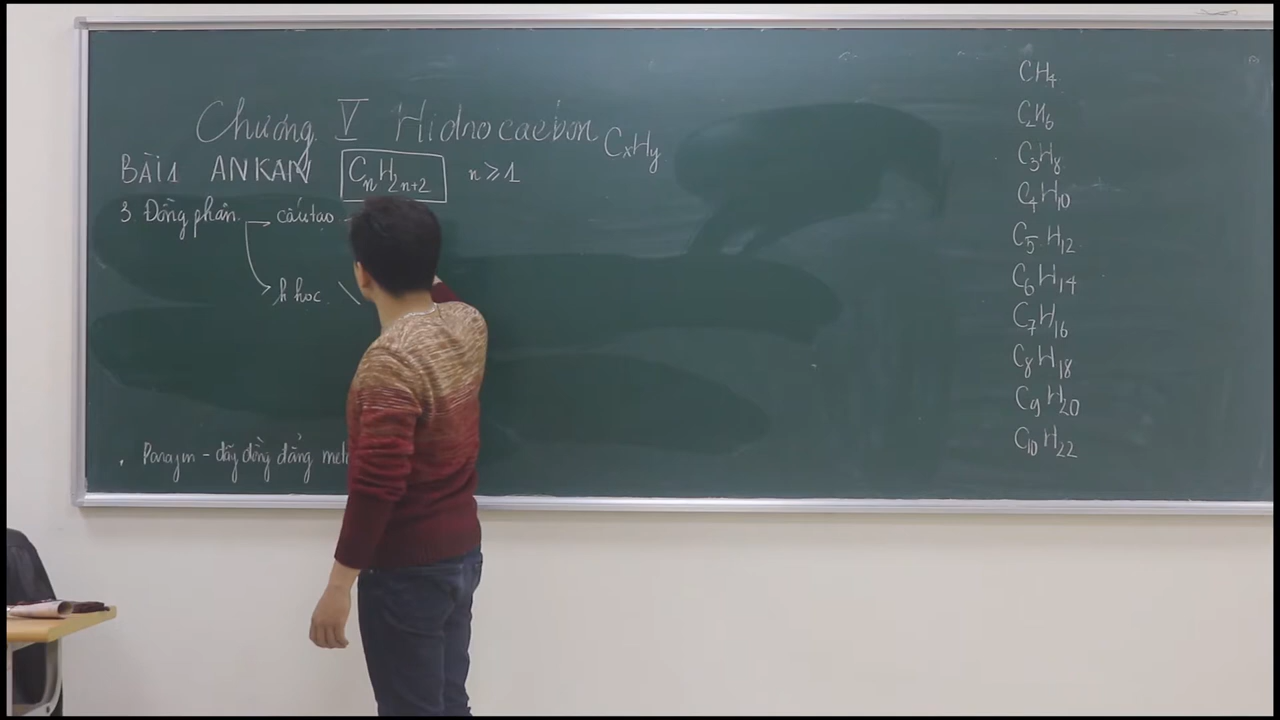 Chương V Hidrocacbon CxHy
BÀI 1 ANKAN CnH2n+2 n ≥ 1
3. Đồng phân → cấu tạo
→ h học
. Parafin - dãy đồng đẳng
CH4
C2H6
C3H8
C4H10
C5H12
C6H14
C7H16
C8H18
C9H20
C10H22